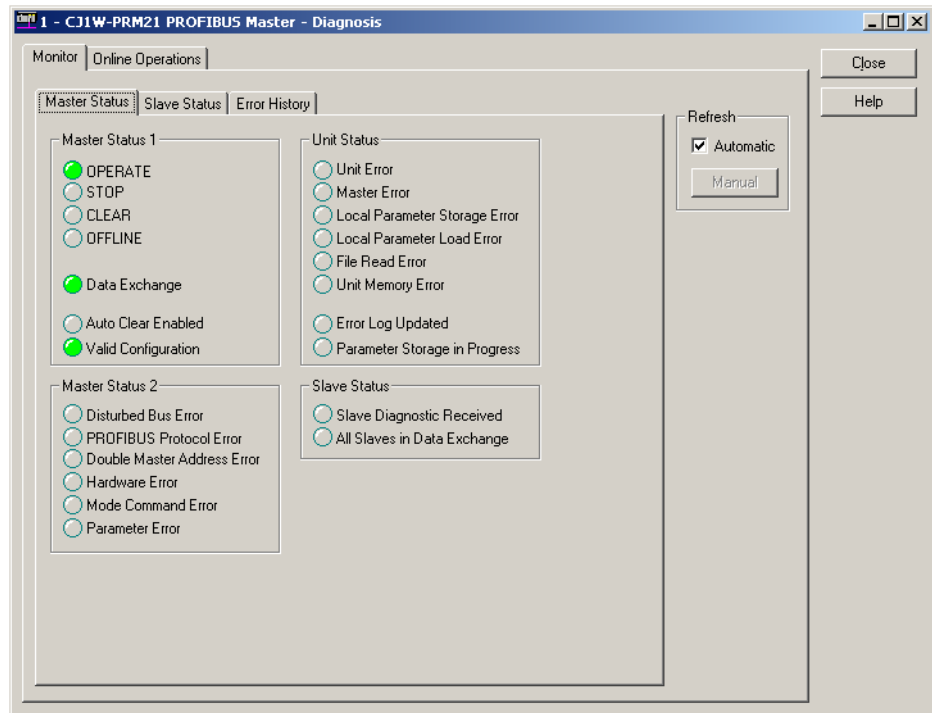 1 - CJ1W-PRM21 PROFIBUS Master - Diagnosis
Monitor Online Operations
Close
Help
Master Status Slave Status Error History
Refresh
Automatic
Manual
Master Status 1
OPERATE
STOP
CLEAR
OFFLINE
Data Exchange
Auto Clear Enabled
Valid Configuration
Unit Status
Unit Error
Master Error
Local Parameter Storage Error
Local Parameter Load Error
File Read Error
Unit Memory Error
Error Log Updated
Parameter Storage in Progress
Master Status 2
Disturbed Bus Error
PROFIBUS Protocol Error
Double Master Address Error
Hardware Error
Mode Command Error
Parameter Error
Slave Status
Slave Diagnostic Received
All Slaves in Data Exchange